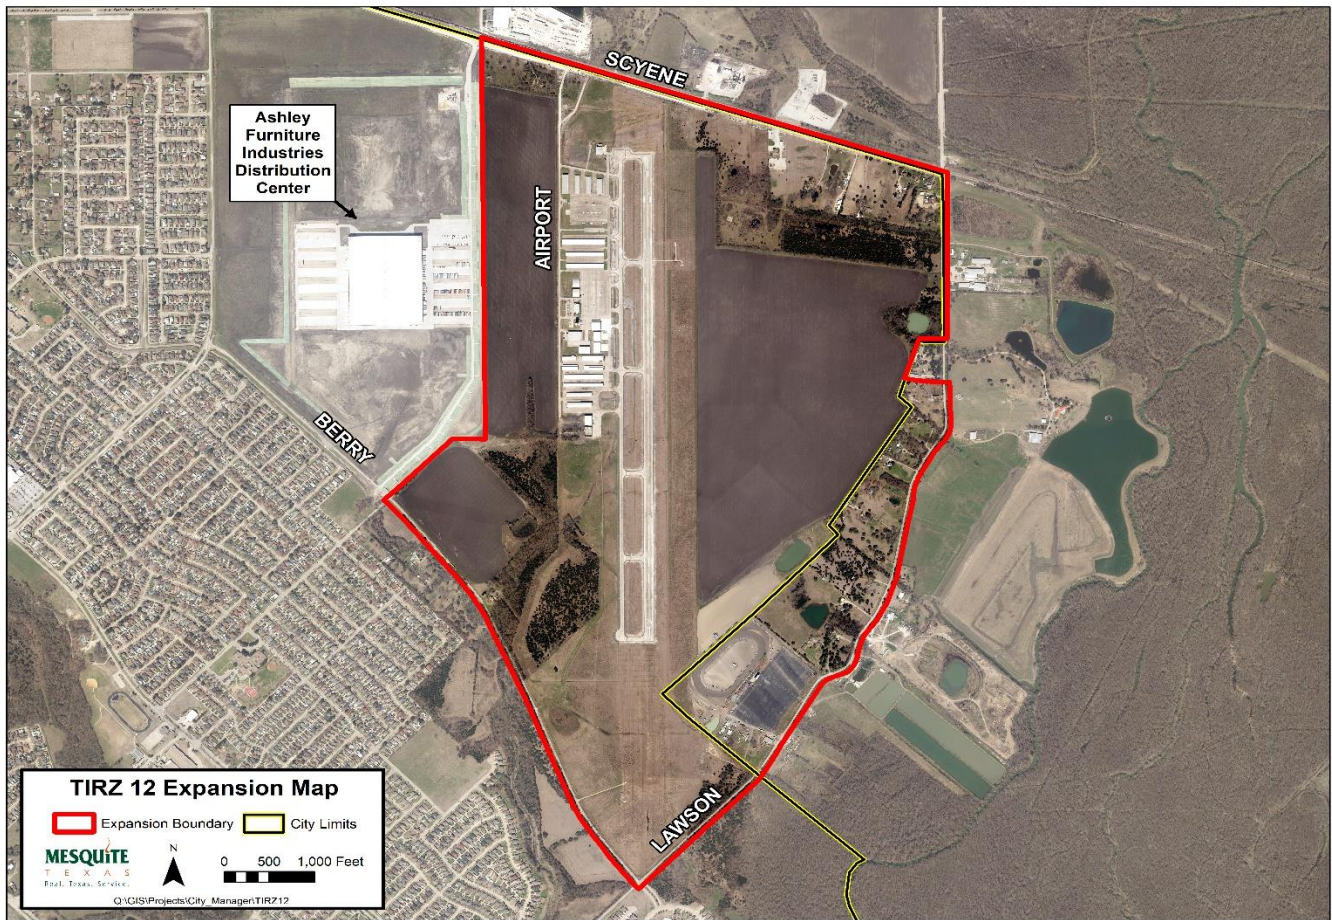 SCYENE
Ashley
Furniture
Industries
Distribution
Center
AIRPORT
BERRY
LAWSON
TIRZ 12 Expansion Map
Expansion Boundary City Limits
MESQUITE
TEXAS
Real. Texas. Service.
N
0 500 1,000 Feet
Q:\GIS\Projects\City_Manager\TIRZ12